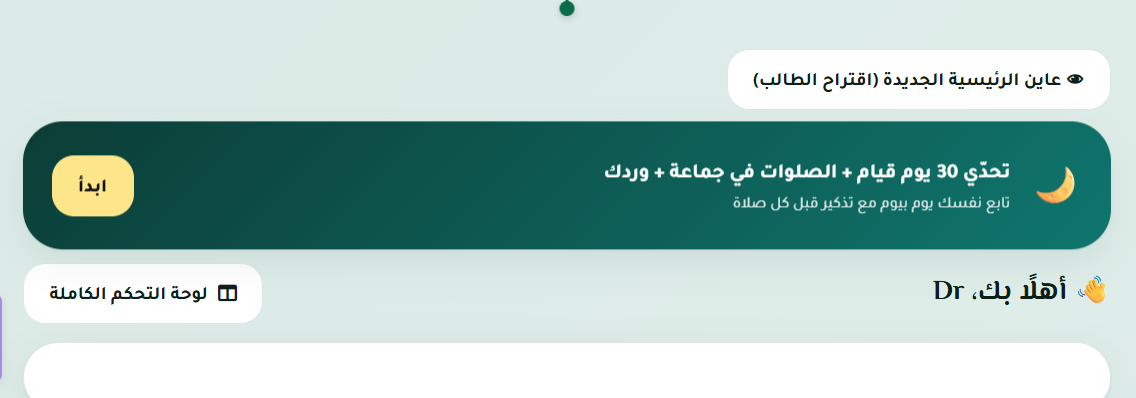 عاين الرئيسية الجديدة (اقتراح الطالب)
تحدّي 30 يوم قيام + الصلوات في جماعة + وردك
تابع نفسك يوم بيوم مع تذكير قبل كل صلاة
ابدأ
أهلًا بك، Dr
لوحة التحكم الكاملة